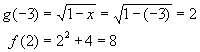 g(−3) = √(1−x) = √(1−(−3)) = 2
f(2) = 2² + 4 = 8